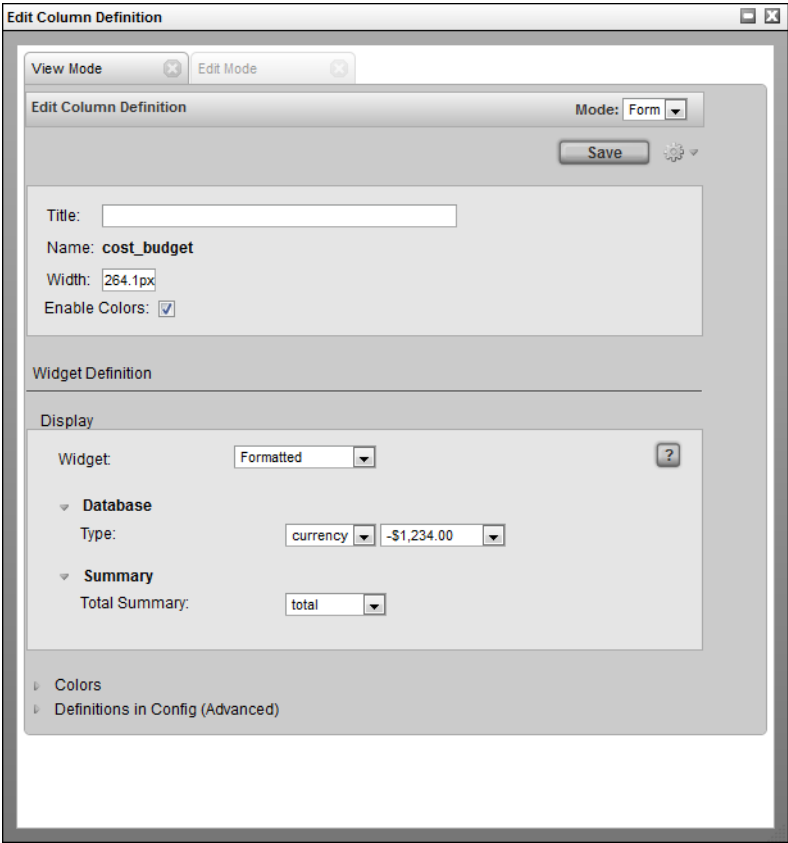 Edit Column Definition
View Mode Edit Mode
Edit Column Definition Mode: Form
Save
Title:
Name: cost_budget
Width: 264.1px
Enable Colors:
Widget Definition
Display
Widget: Formatted ?
Database
Type: currency -$1,234.00
Summary
Total Summary: total
Colors
Definitions in Config (Advanced)